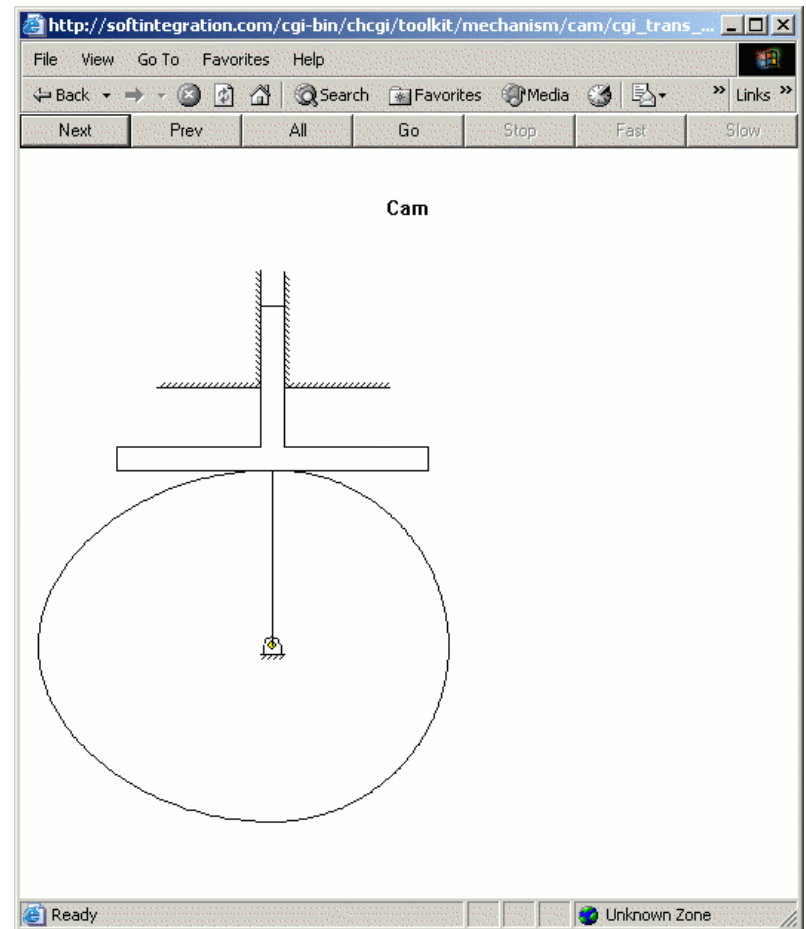 http://softintegration.com/cgi-bin/chcgi/toolkit/mechanism/cam/cgi_trans_...
File View Go To Favorites Help
Back Search Favorites Media » Links »
Next Prev All Go Stop Fast Slow
Cam
Ready Unknown Zone